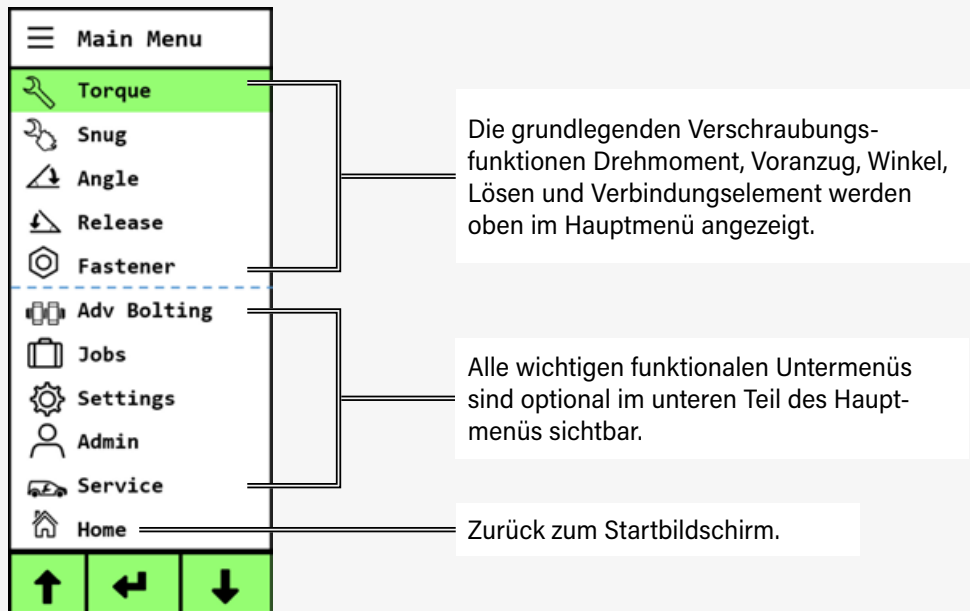 Main Menu
Torque
Snug
Angle
Release
Fastener
Adv Bolting
Jobs
Settings
Admin
Service
Home
Die grundlegenden Verschraubungs-
funktionen Drehmoment, Voranzug, Winkel,
Lösen und Verbindungselement werden
oben im Hauptmenü angezeigt.
Alle wichtigen funktionalen Untermenüs
sind optional im unteren Teil des Haupt-
menüs sichtbar.
Zurück zum Startbildschirm.